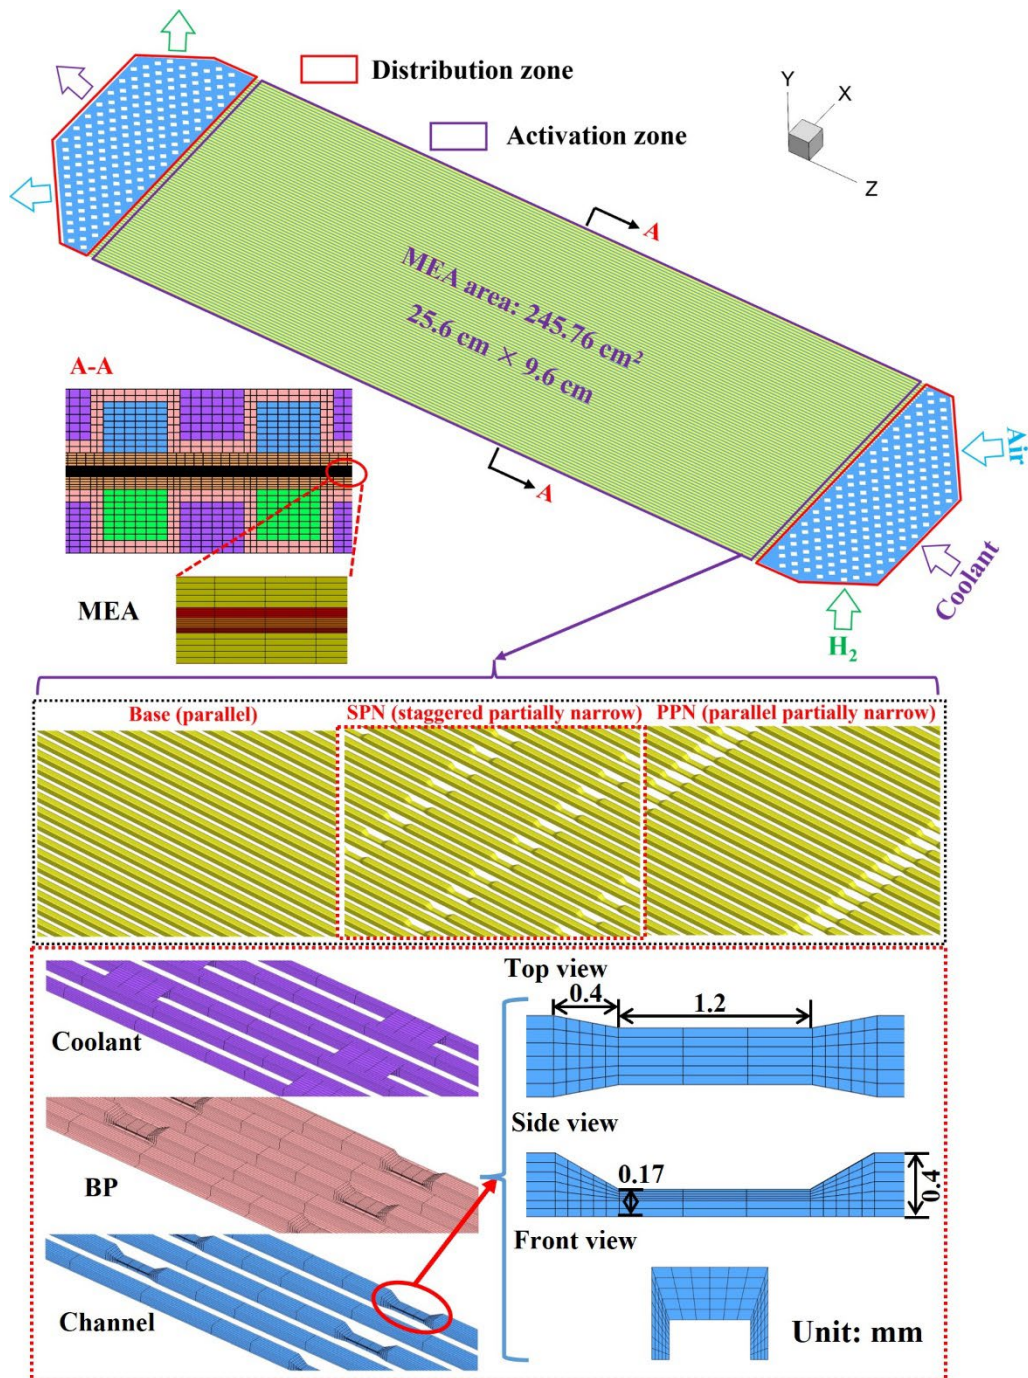 Distribution zone
Activation zone
Y
X
Z
A
MEA area: 245.76 cm²
25.6 cm × 9.6 cm
A-A
A
Air
Coolant
H₂
MEA
Base (parallel)
SPN (staggered partially narrow)
PPN (parallel partially narrow)
Top view
0.4
1.2
Coolant
Side view
0.17
0.4
BP
Front view
Channel
Unit: mm